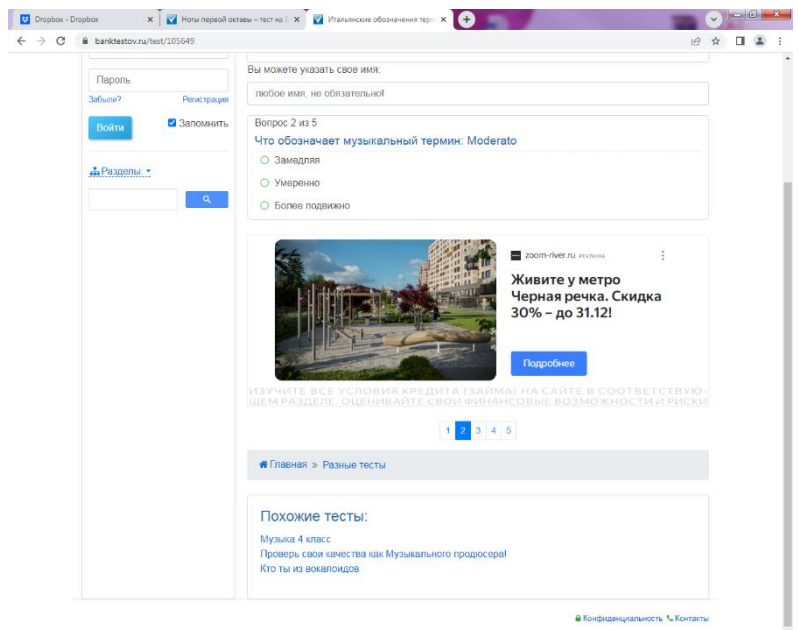 Dropbox - Dropbox
Ноты первой октавы – тест на
Итальянские обозначения тер
banktestov.ru/test/105649
Пароль
Забыли? Регистрация
Войти Запомнить
Разделы
Вы можете указать свое имя:
любое имя, не обязательно!
Вопрос 2 из 5
Что обозначает музыкальный термин: Moderato
Замедляя
Умеренно
Более подвижно
zoom-river.ru РЕКЛАМА
Живите у метро
Черная речка. Скидка
30% – до 31.12!
Подробнее
ИЗУЧИТЕ ВСЕ УСЛОВИЯ КРЕДИТА (ЗАЙМА) НА САЙТЕ В СООТВЕТСТВУЮ-
ЩЕМ РАЗДЕЛЕ. ОЦЕНИВАЙТЕ СВОИ ФИНАНСОВЫЕ ВОЗМОЖНОСТИ И РИСКИ
1 2 3 4 5
Главная » Разные тесты
Похожие тесты:
Музыка 4 класс
Проверь свои качества как Музыкального продюсера!
Кто ты из вокалоидов
Конфиденциальность Контакты